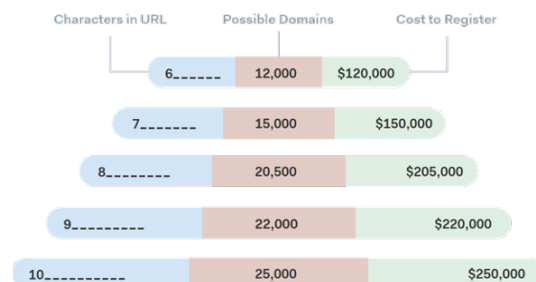 Characters in URL Possible Domains Cost to Register
6______ 12,000 $120,000
7_______ 15,000 $150,000
8________ 20,500 $205,000
9_________ 22,000 $220,000
10__________ 25,000 $250,000